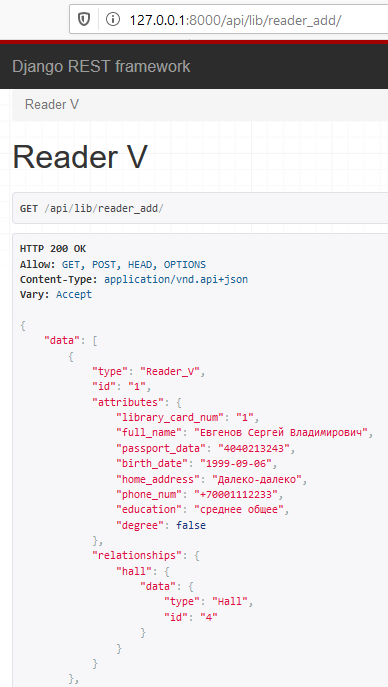 127.0.0.1:8000/api/lib/reader_add/
Django REST framework
Reader V
Reader V
GET /api/lib/reader_add/
HTTP 200 OK
Allow: GET, POST, HEAD, OPTIONS
Content-Type: application/vnd.api+json
Vary: Accept
{
"data": [
{
"type": "Reader_V",
"id": "1",
"attributes": {
"library_card_num": "1",
"full_name": "Евгенов Сергей Владимирович",
"passport_data": "4040213243",
"birth_date": "1999-09-06",
"home_address": "Далеко-далеко",
"phone_num": "+70001112233",
"education": "среднее общее",
"degree": false
},
"relationships": {
"hall": {
"data": {
"type": "Hall",
"id": "4"
}
}
}
},